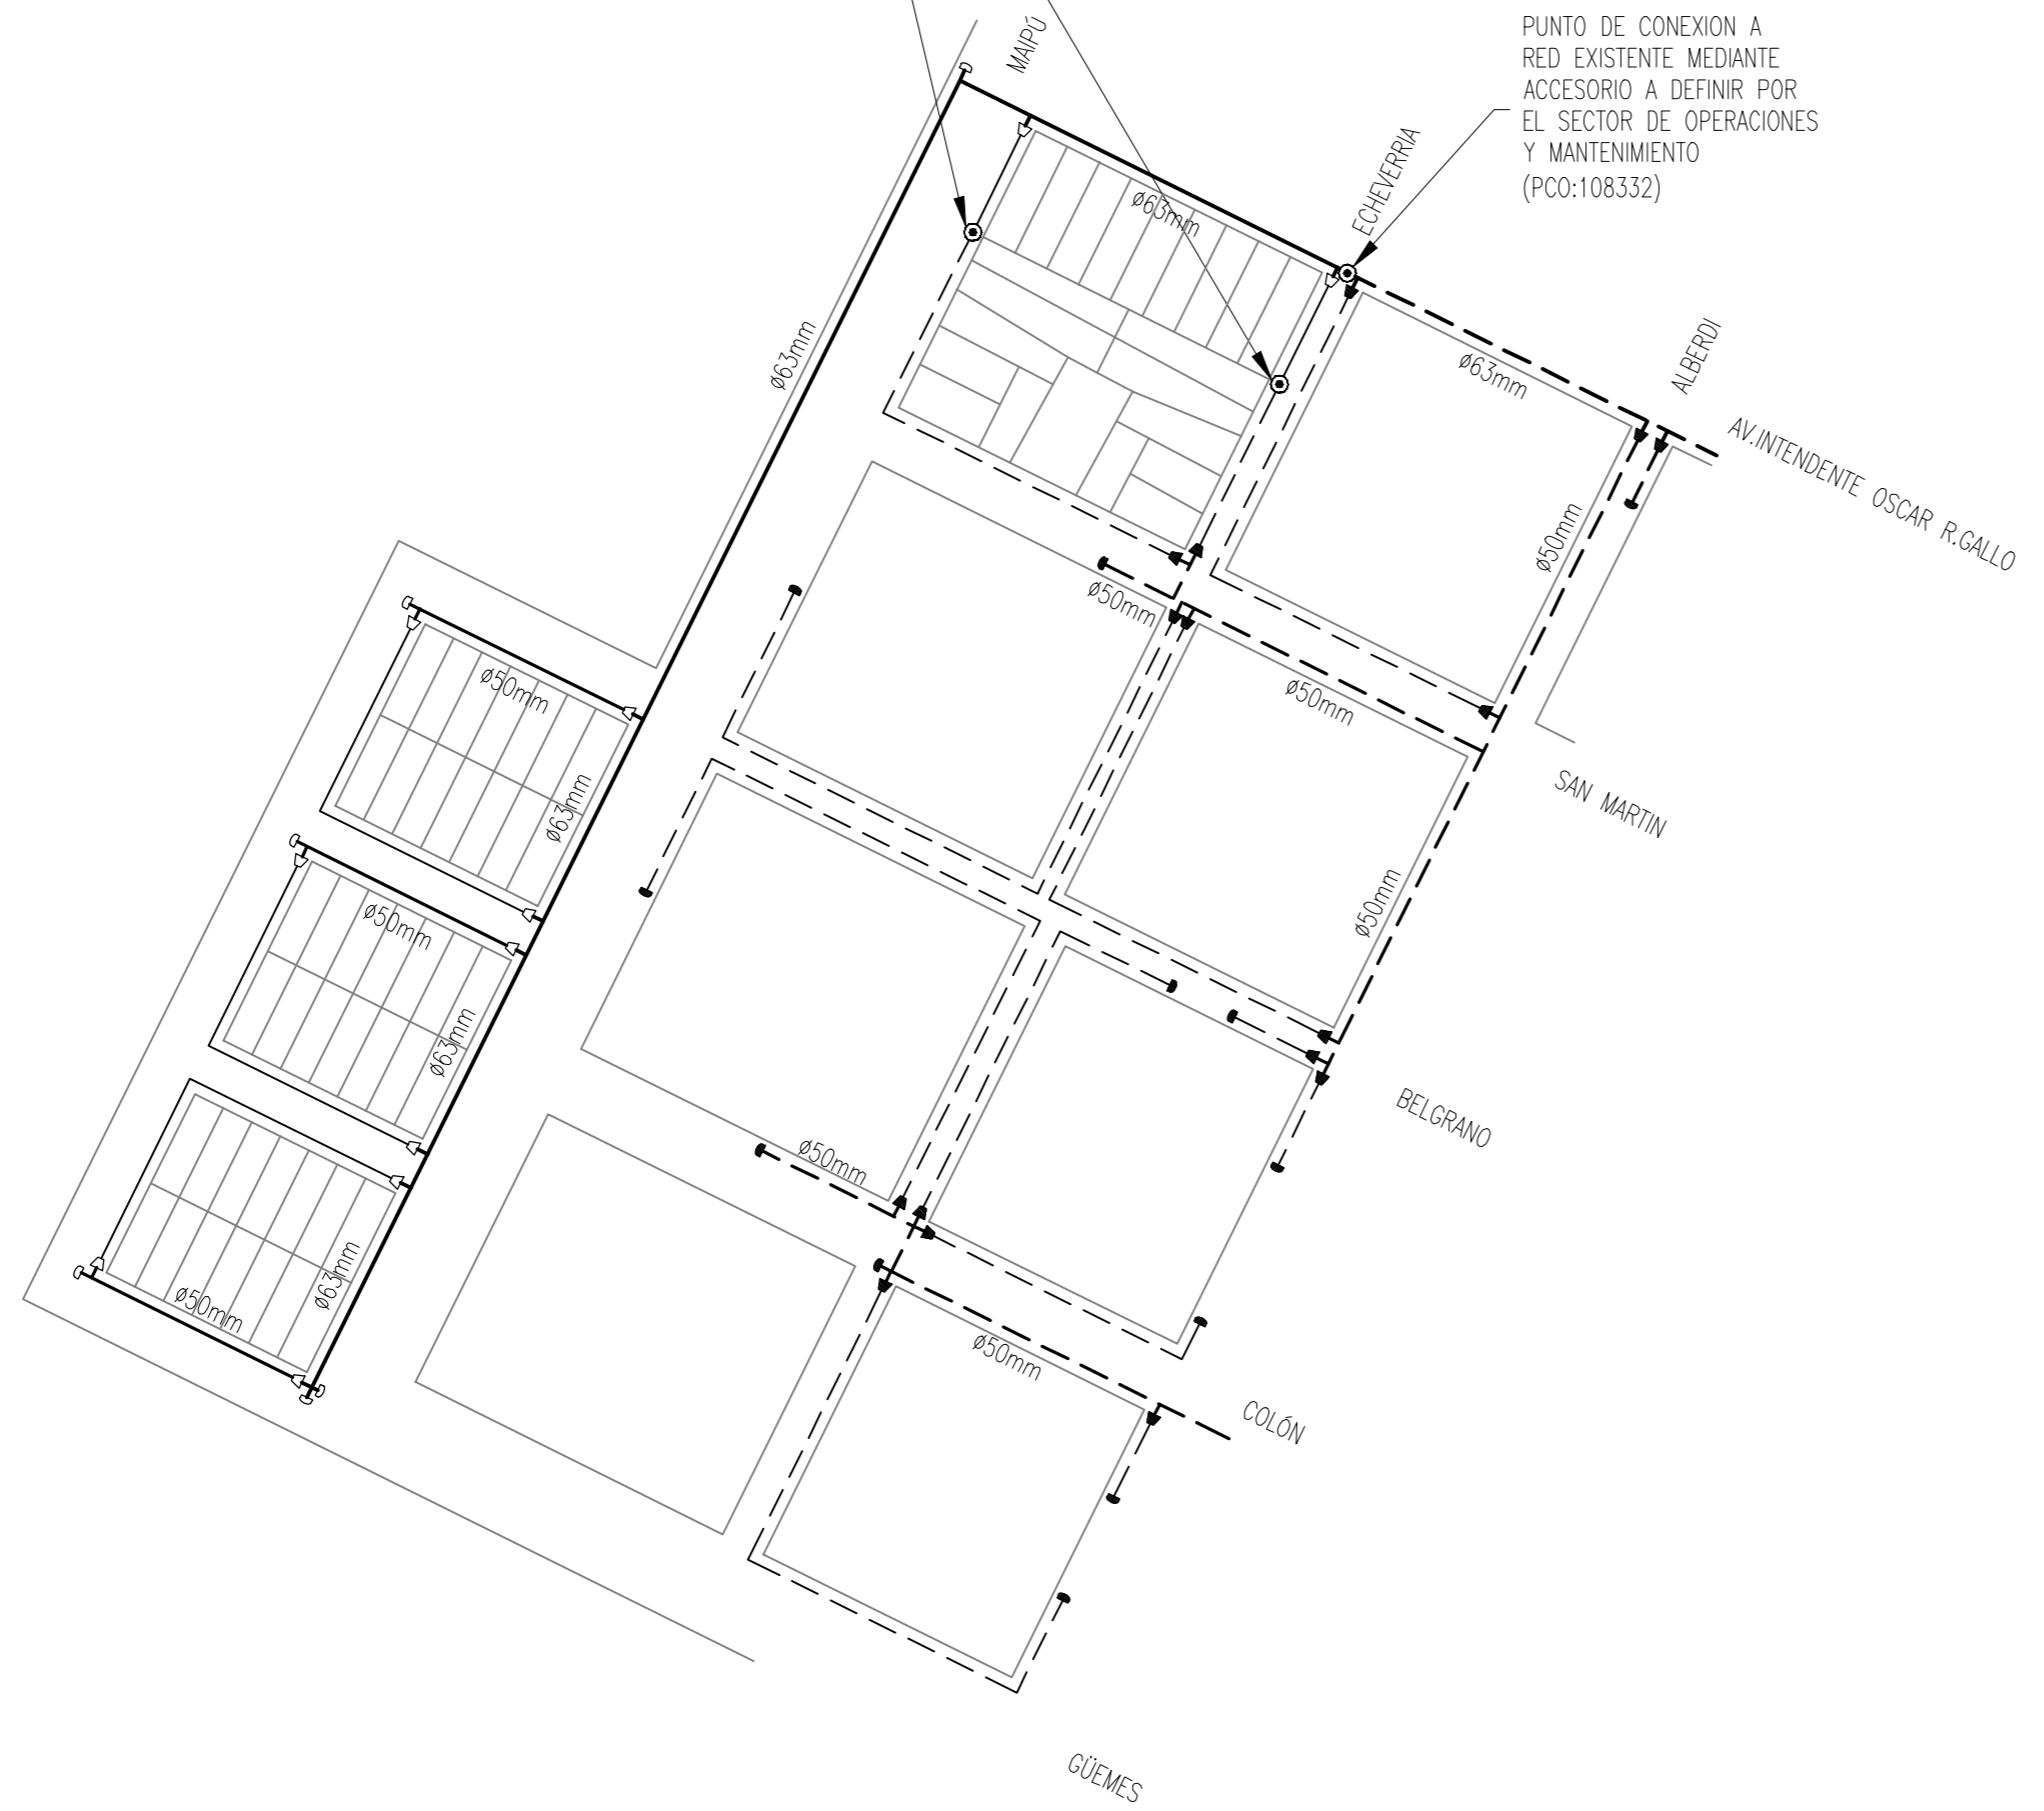 PUNTO DE CONEXION A
RED EXISTENTE MEDIANTE
ACCESORIO A DEFINIR POR
EL SECTOR DE OPERACIONES
Y MANTENIMIENTO
(PCO:108332)
MAIPÚ
ECHEVERRIA
ø63mm
ø63mm
ALBERDI
ø63mm
AV.INTENDENTE OSCAR R.GALLO
ø50mm
ø50mm
ø50mm
ø50mm
ø63mm
SAN MARTIN
ø50mm
ø50mm
ø63mm
BELGRANO
ø50mm
ø63mm
ø50mm
ø50mm
COLÓN
GÜEMES